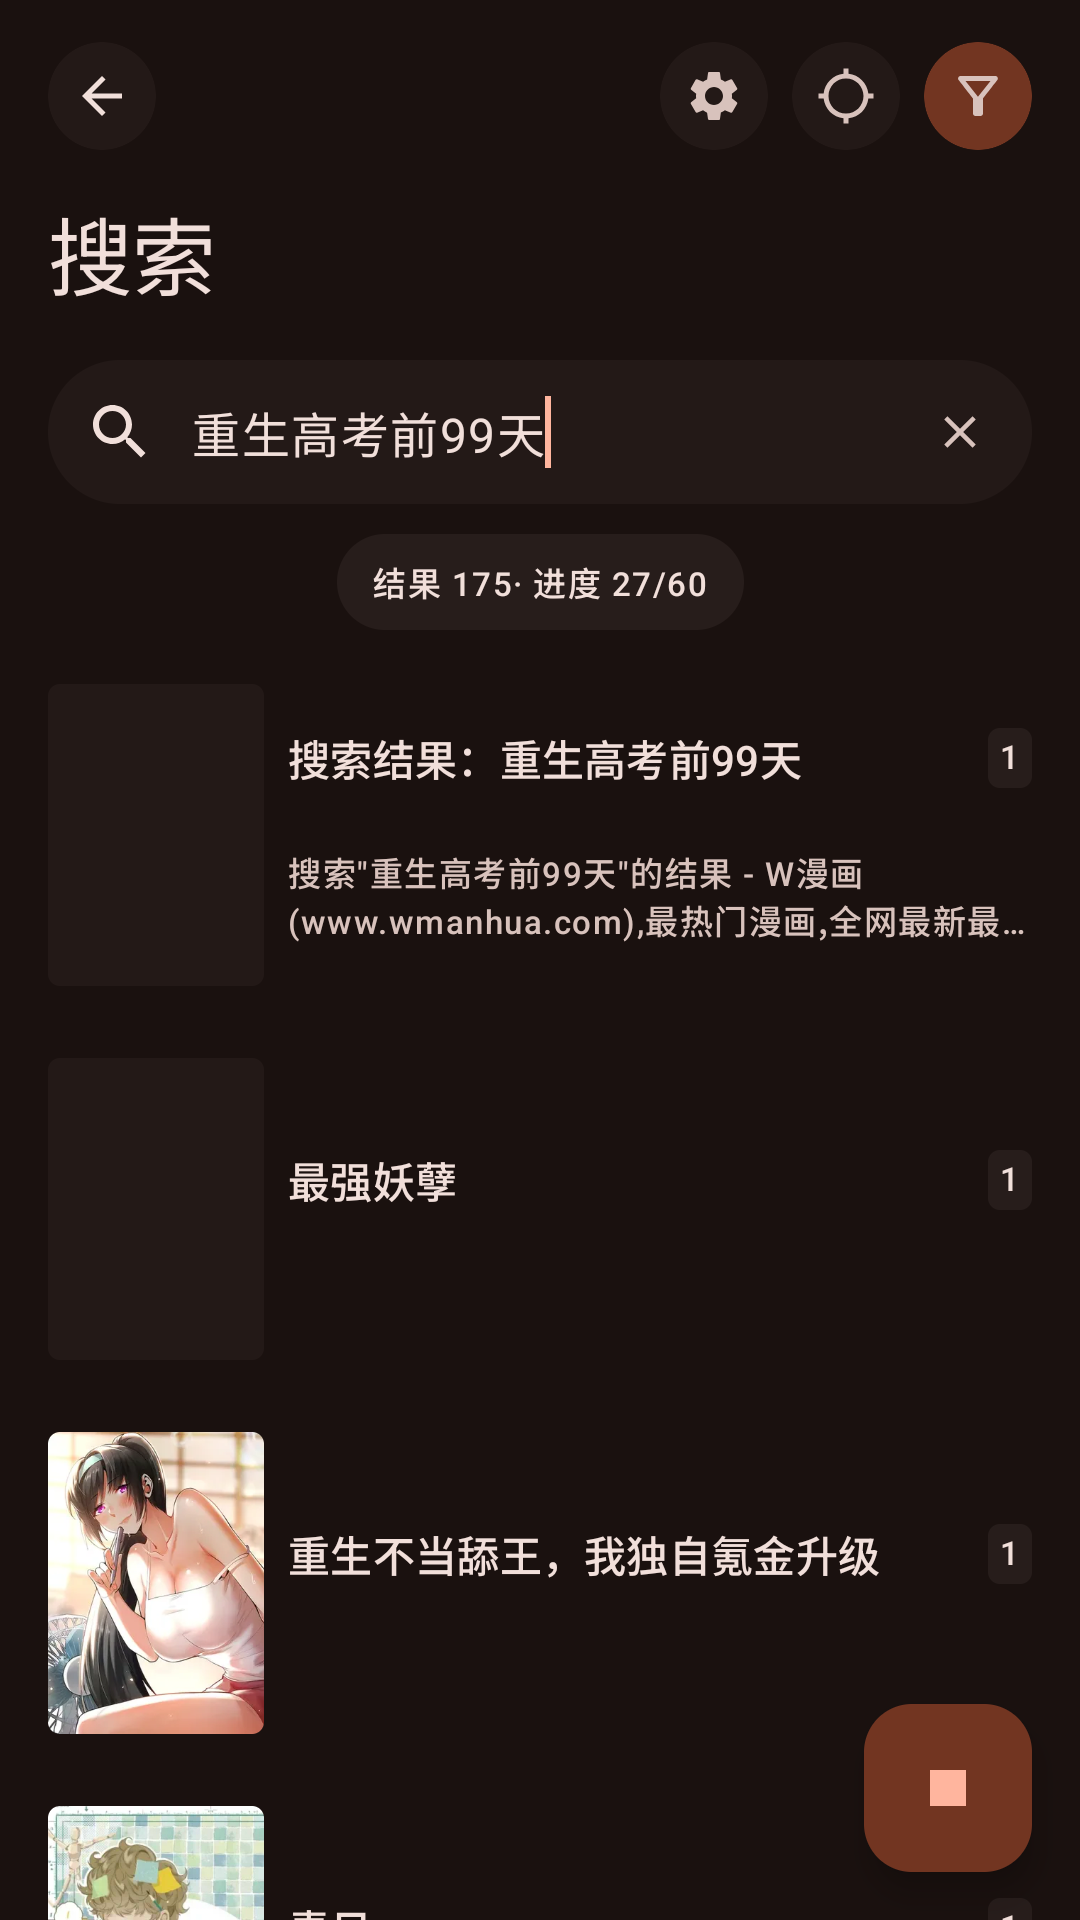 搜索
重生高考前99天
结果 175· 进度 27/60
搜索结果：重生高考前99天
1
搜索"重生高考前99天"的结果 - W漫画
(www.wmanhua.com),最热门漫画,全网最新最…
最强妖孽
1
重生不当舔王，我独自氪金升级
1